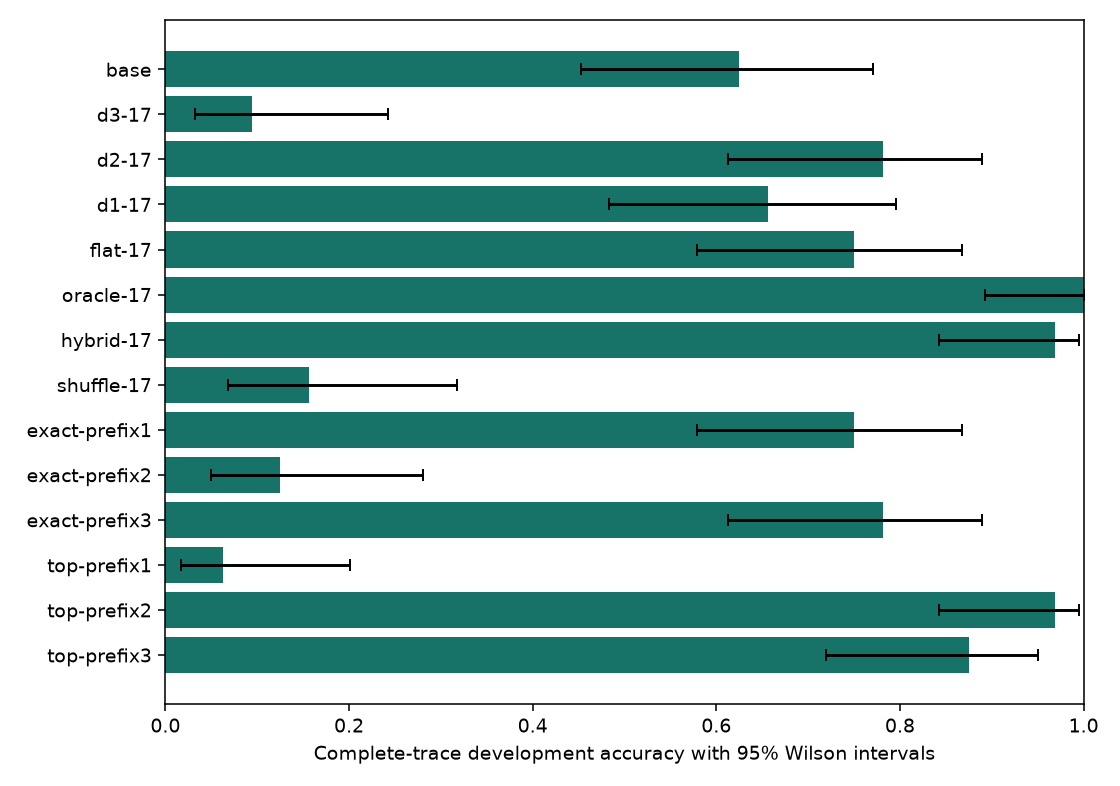 base
d3-17
d2-17
d1-17
flat-17
oracle-17
hybrid-17
shuffle-17
exact-prefix1
exact-prefix2
exact-prefix3
top-prefix1
top-prefix2
top-prefix3
0.0 0.2 0.4 0.6 0.8 1.0
Complete-trace development accuracy with 95% Wilson intervals